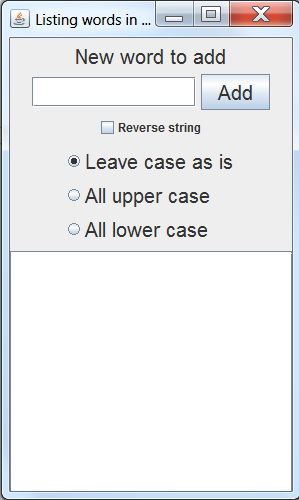 Listing words in ...
New word to add
Add
Reverse string
Leave case as is
All upper case
All lower case